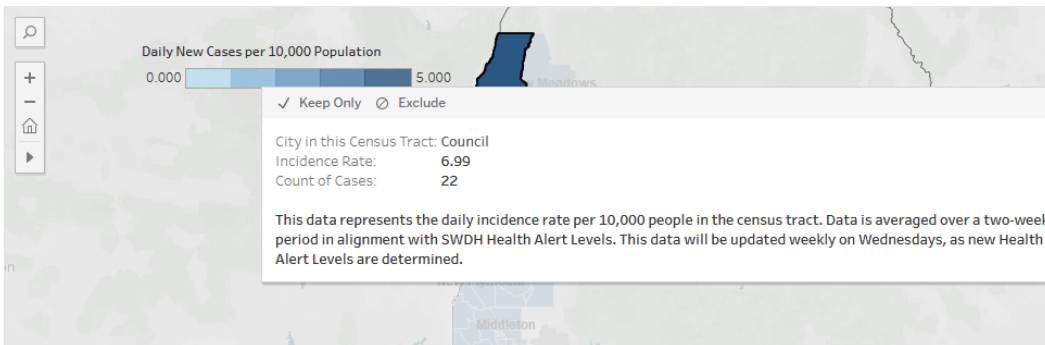 Daily New Cases per 10,000 Population
0.000 5.000
Meadows
✓ Keep Only ⊘ Exclude
City in this Census Tract: Council
Incidence Rate: 6.99
Count of Cases: 22
This data represents the daily incidence rate per 10,000 people in the census tract. Data is averaged over a two-week
period in alignment with SWDH Health Alert Levels. This data will be updated weekly on Wednesdays, as new Health
Alert Levels are determined.
Middleton